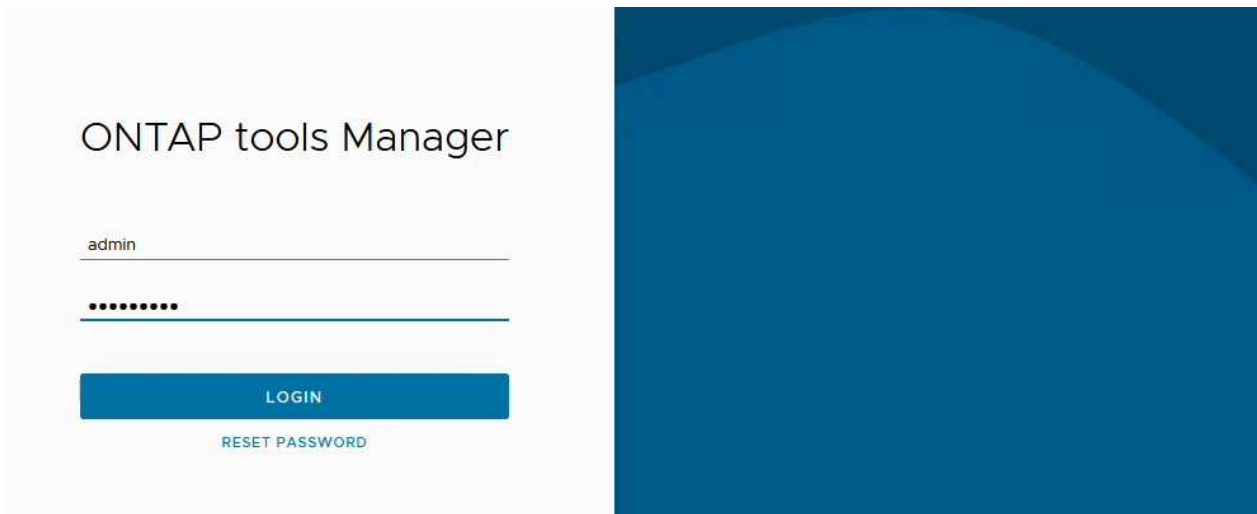 ONTAP tools Manager
admin
•••••••••
LOGIN
RESET PASSWORD